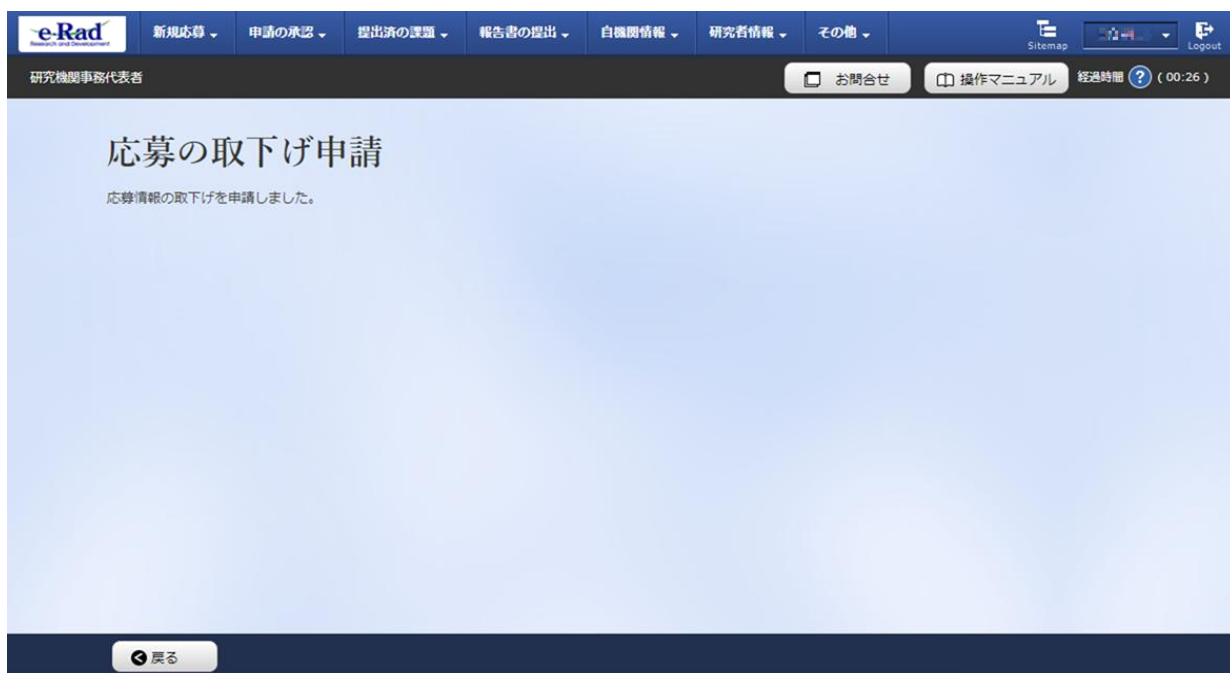 e-Rad
Research and Development
新規応募
申請の承認
提出済の課題
報告書の提出
自機関情報
研究者情報
その他
Sitemap
Logout
研究機関事務代表者
お問合せ
操作マニュアル
経過時間 ? ( 00:26 )
応募の取下げ申請
応募情報の取下げを申請しました。
戻る